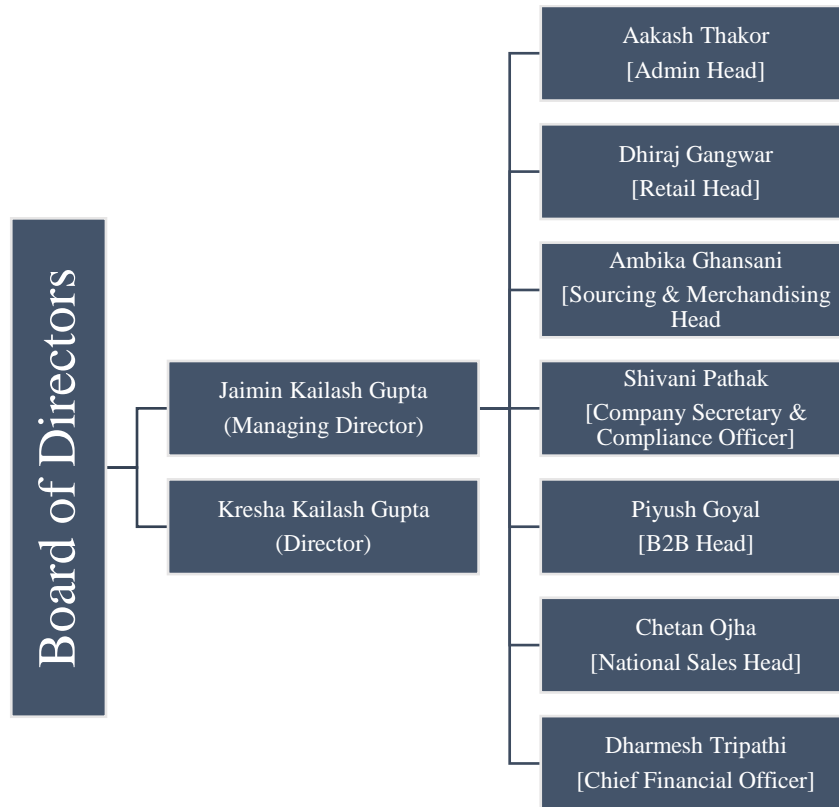 Board of Directors
Jaimin Kailash Gupta
(Managing Director)
Kresha Kailash Gupta
(Director)
Aakash Thakor
[Admin Head]
Dhiraj Gangwar
[Retail Head]
Ambika Ghansani
[Sourcing & Merchandising
Head
Shivani Pathak
[Company Secretary &
Compliance Officer]
Piyush Goyal
[B2B Head]
Chetan Ojha
[National Sales Head]
Dharmesh Tripathi
[Chief Financial Officer]